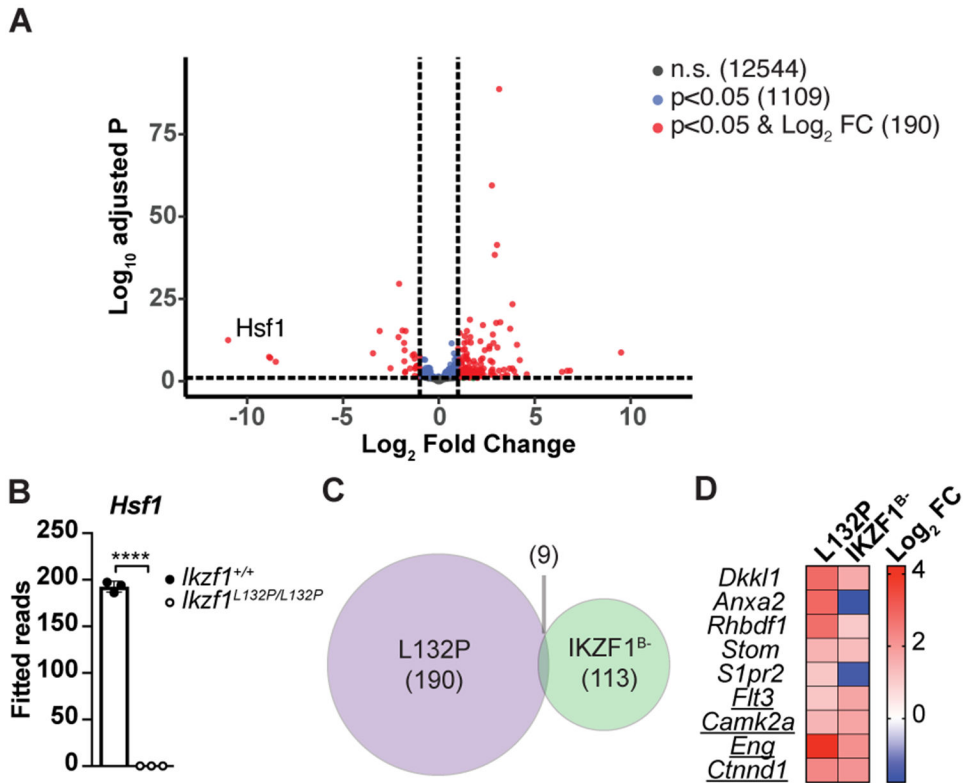 A
n.s. (12544)
p<0.05 (1109)
p<0.05 & Log₂ FC (190)
Log₁₀ adjusted P
75
50
25
0
Hsf1
-10
-5
0
5
10
Log₂ Fold Change
B
Hsf1
Fitted reads
250
200
150
100
50
0
****
Ikzf1⁺/⁺
Ikzf1ᴸ¹³²ᴾ/ᴸ¹³²ᴾ
C
(9)
L132P
(190)
IKZF1ᴮ⁻
(113)
D
L132P
IKZF1ᴮ⁻
Log₂ FC
Dkkl1
Anxa2
Rhbdf1
Stom
S1pr2
Flt3
Camk2a
Eng
Ctnnd1
4
2
0